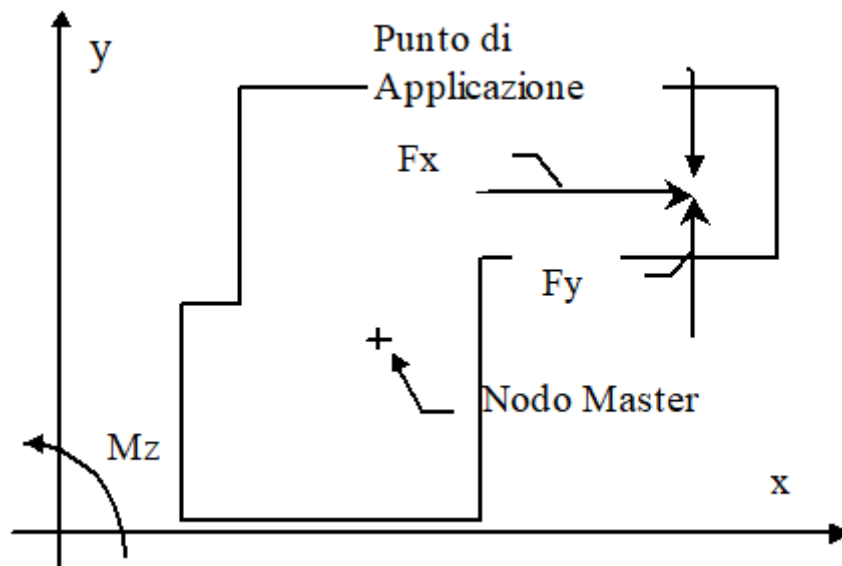 y
Punto di
Applicazione
Fx
Fy
Nodo Master
Mz
x